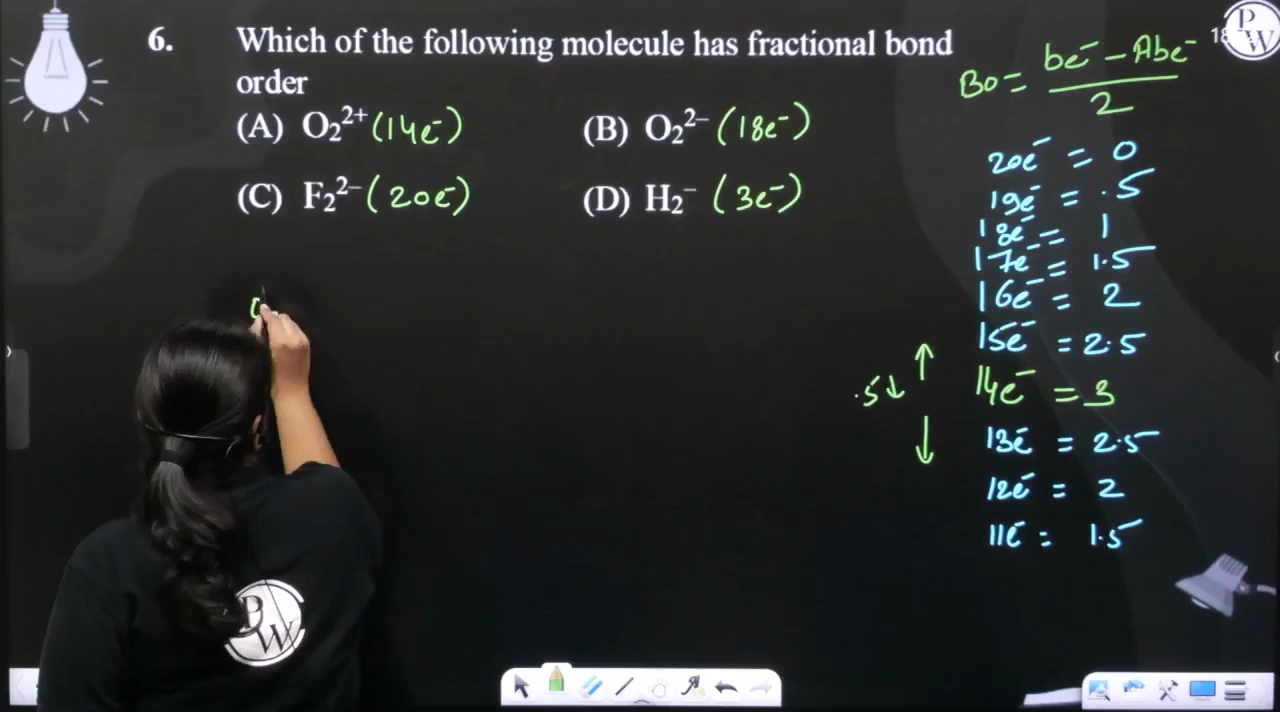 6. Which of the following molecule has fractional bond
order
(A) O₂²⁺ (14e⁻) (B) O₂²⁻ (18e⁻)
(C) F₂²⁻ (20e⁻) (D) H₂⁻ (3e⁻)
BO = be⁻ - Abe⁻ / 2
20e⁻ = 0
19e⁻ = .5
18e⁻ = 1
17e⁻ = 1.5
16e⁻ = 2
15e⁻ = 2.5
.5↓ ↑ 14e⁻ = 3
↓ 13e⁻ = 2.5
12e⁻ = 2
11e⁻ = 1.5
PW
PW